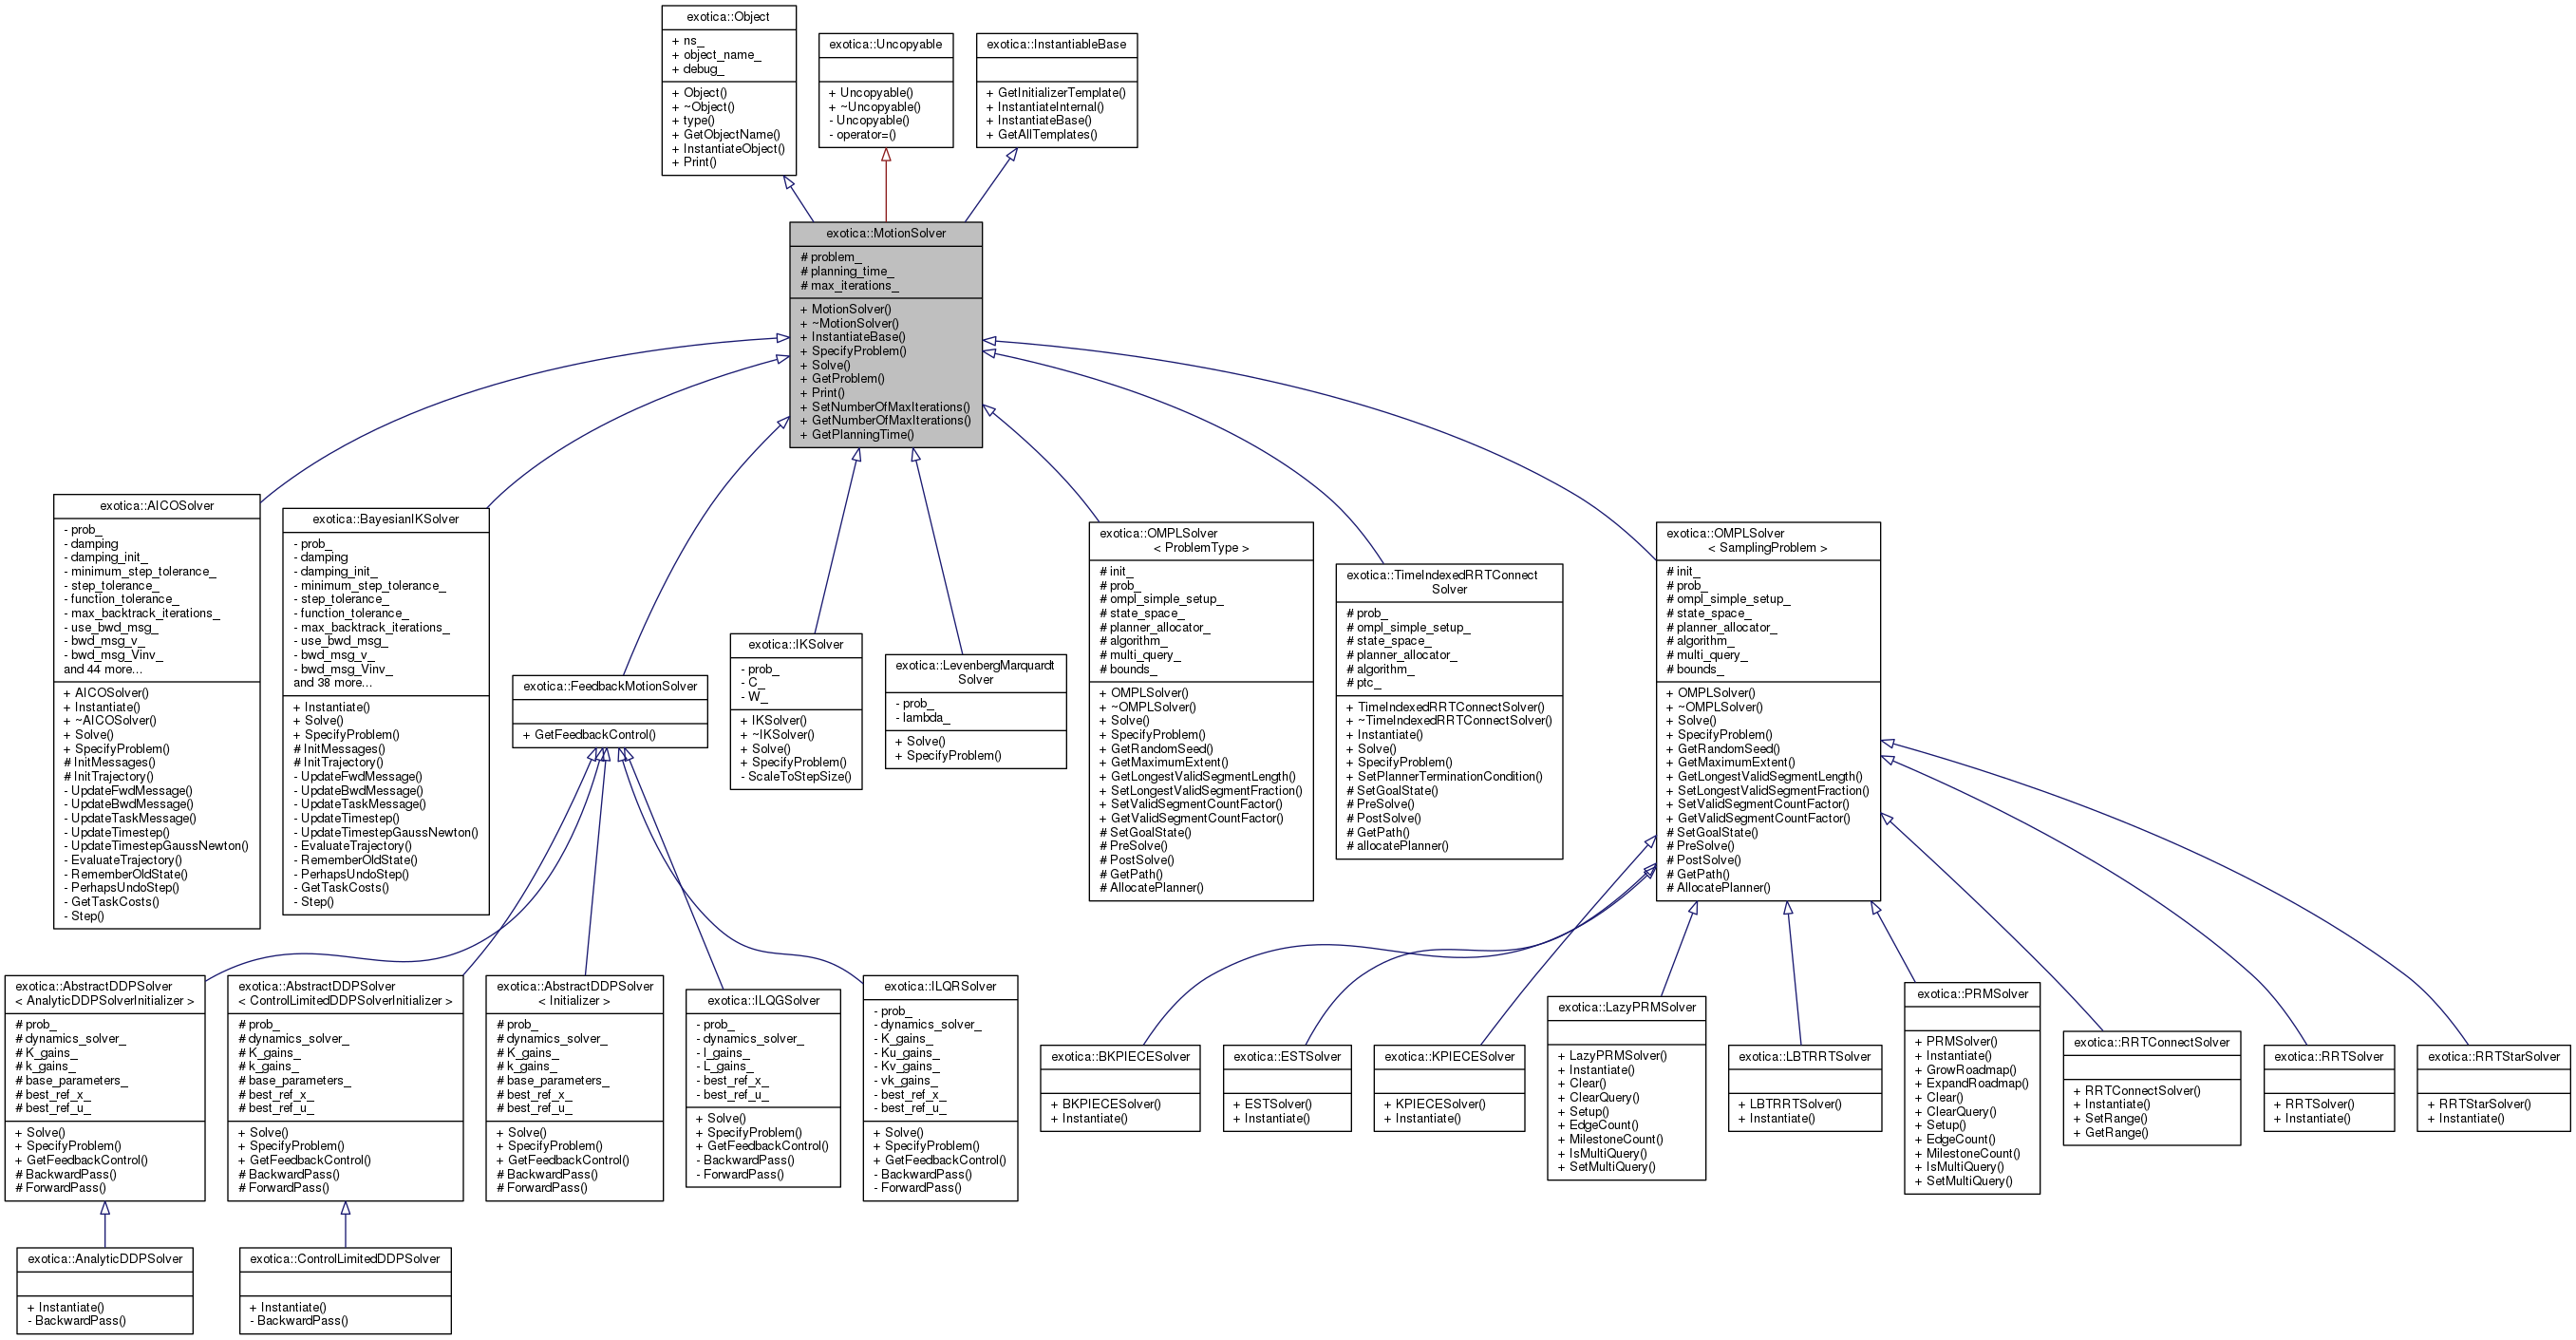 exotica::Object
+ ns_
+ object_name_
+ debug_
+ Object()
+ ~Object()
+ type()
+ GetObjectName()
+ InstantiateObject()
+ Print()
exotica::Uncopyable
+ Uncopyable()
+ ~Uncopyable()
- Uncopyable()
- operator=()
exotica::InstantiableBase
+ GetInitializerTemplate()
+ InstantiateInternal()
+ InstantiateBase()
+ GetAllTemplates()
exotica::MotionSolver
# problem_
# planning_time_
# max_iterations_
+ MotionSolver()
+ ~MotionSolver()
+ InstantiateBase()
+ SpecifyProblem()
+ Solve()
+ GetProblem()
+ Print()
+ SetNumberOfMaxIterations()
+ GetNumberOfMaxIterations()
+ GetPlanningTime()
exotica::AICOSolver
- prob_
- damping
- damping_init_
- minimum_step_tolerance_
- step_tolerance_
- function_tolerance_
- max_backtrack_iterations_
- use_bwd_msg_
- bwd_msg_v_
- bwd_msg_Vinv_
and 44 more...
+ AICOSolver()
+ Instantiate()
+ ~AICOSolver()
+ Solve()
+ SpecifyProblem()
# InitMessages()
# InitTrajectory()
- UpdateFwdMessage()
- UpdateBwdMessage()
- UpdateTaskMessage()
- UpdateTimestep()
- UpdateTimestepGaussNewton()
- EvaluateTrajectory()
- RememberOldState()
- PerhapsUndoStep()
- GetTaskCosts()
- Step()
exotica::BayesianIKSolver
- prob_
- damping
- damping_init_
- minimum_step_tolerance_
- step_tolerance_
- function_tolerance_
- max_backtrack_iterations_
- use_bwd_msg_
- bwd_msg_v_
- bwd_msg_Vinv_
and 38 more...
+ Instantiate()
+ Solve()
+ SpecifyProblem()
# InitMessages()
# InitTrajectory()
- UpdateFwdMessage()
- UpdateBwdMessage()
- UpdateTaskMessage()
- UpdateTimestep()
- UpdateTimestepGaussNewton()
- EvaluateTrajectory()
- RememberOldState()
- PerhapsUndoStep()
- GetTaskCosts()
- Step()
exotica::FeedbackMotionSolver
+ GetFeedbackControl()
exotica::IKSolver
- prob_
- C_
- W_
+ IKSolver()
+ ~IKSolver()
+ Solve()
+ SpecifyProblem()
- ScaleToStepSize()
exotica::LevenbergMarquardt
Solver
- prob_
- lambda_
+ Solve()
+ SpecifyProblem()
exotica::OMPLSolver
< ProblemType >
# init_
# prob_
# ompl_simple_setup_
# state_space_
# planner_allocator_
# algorithm_
# multi_query_
# bounds_
+ OMPLSolver()
+ ~OMPLSolver()
+ Solve()
+ SpecifyProblem()
+ GetRandomSeed()
+ GetMaximumExtent()
+ GetLongestValidSegmentLength()
+ SetLongestValidSegmentFraction()
+ SetValidSegmentCountFactor()
+ GetValidSegmentCountFactor()
# SetGoalState()
# PreSolve()
# PostSolve()
# GetPath()
# AllocatePlanner()
exotica::TimeIndexedRRTConnect
Solver
# prob_
# ompl_simple_setup_
# state_space_
# planner_allocator_
# algorithm_
# ptc_
+ TimeIndexedRRTConnectSolver()
+ ~TimeIndexedRRTConnectSolver()
+ Instantiate()
+ Solve()
+ SpecifyProblem()
+ SetPlannerTerminationCondition()
# SetGoalState()
# PreSolve()
# PostSolve()
# GetPath()
# allocatePlanner()
exotica::OMPLSolver
< SamplingProblem >
# init_
# prob_
# ompl_simple_setup_
# state_space_
# planner_allocator_
# algorithm_
# multi_query_
# bounds_
+ OMPLSolver()
+ ~OMPLSolver()
+ Solve()
+ SpecifyProblem()
+ GetRandomSeed()
+ GetMaximumExtent()
+ GetLongestValidSegmentLength()
+ SetLongestValidSegmentFraction()
+ SetValidSegmentCountFactor()
+ GetValidSegmentCountFactor()
# SetGoalState()
# PreSolve()
# PostSolve()
# GetPath()
# AllocatePlanner()
exotica::AbstractDDPSolver
< AnalyticDDPSolverInitializer >
# prob_
# dynamics_solver_
# K_gains_
# k_gains_
# base_parameters_
# best_ref_x_
# best_ref_u_
+ Solve()
+ SpecifyProblem()
+ GetFeedbackControl()
# BackwardPass()
# ForwardPass()
exotica::AbstractDDPSolver
< ControlLimitedDDPSolverInitializer >
# prob_
# dynamics_solver_
# K_gains_
# k_gains_
# base_parameters_
# best_ref_x_
# best_ref_u_
+ Solve()
+ SpecifyProblem()
+ GetFeedbackControl()
# BackwardPass()
# ForwardPass()
exotica::AbstractDDPSolver
< Initializer >
# prob_
# dynamics_solver_
# K_gains_
# k_gains_
# base_parameters_
# best_ref_x_
# best_ref_u_
+ Solve()
+ SpecifyProblem()
+ GetFeedbackControl()
# BackwardPass()
# ForwardPass()
exotica::ILQGSolver
- prob_
- dynamics_solver_
- l_gains_
- L_gains_
- best_ref_x_
- best_ref_u_
+ Solve()
+ SpecifyProblem()
+ GetFeedbackControl()
- BackwardPass()
- ForwardPass()
exotica::ILQRSolver
- prob_
- dynamics_solver_
- K_gains_
- Ku_gains_
- Kv_gains_
- vk_gains_
- best_ref_x_
- best_ref_u_
+ Solve()
+ SpecifyProblem()
+ GetFeedbackControl()
- BackwardPass()
- ForwardPass()
exotica::BKPIECESolver
+ BKPIECESolver()
+ Instantiate()
exotica::ESTSolver
+ ESTSolver()
+ Instantiate()
exotica::KPIECESolver
+ KPIECESolver()
+ Instantiate()
exotica::LazyPRMSolver
+ LazyPRMSolver()
+ Instantiate()
+ Clear()
+ ClearQuery()
+ Setup()
+ EdgeCount()
+ MilestoneCount()
+ IsMultiQuery()
+ SetMultiQuery()
exotica::LBTRRTSolver
+ LBTRRTSolver()
+ Instantiate()
exotica::PRMSolver
+ PRMSolver()
+ Instantiate()
+ GrowRoadmap()
+ ExpandRoadmap()
+ Clear()
+ ClearQuery()
+ Setup()
+ EdgeCount()
+ MilestoneCount()
+ IsMultiQuery()
+ SetMultiQuery()
exotica::RRTConnectSolver
+ RRTConnectSolver()
+ Instantiate()
+ SetRange()
+ GetRange()
exotica::RRTSolver
+ RRTSolver()
+ Instantiate()
exotica::RRTStarSolver
+ RRTStarSolver()
+ Instantiate()
exotica::AnalyticDDPSolver
+ Instantiate()
- BackwardPass()
exotica::ControlLimitedDDPSolver
+ Instantiate()
- BackwardPass()